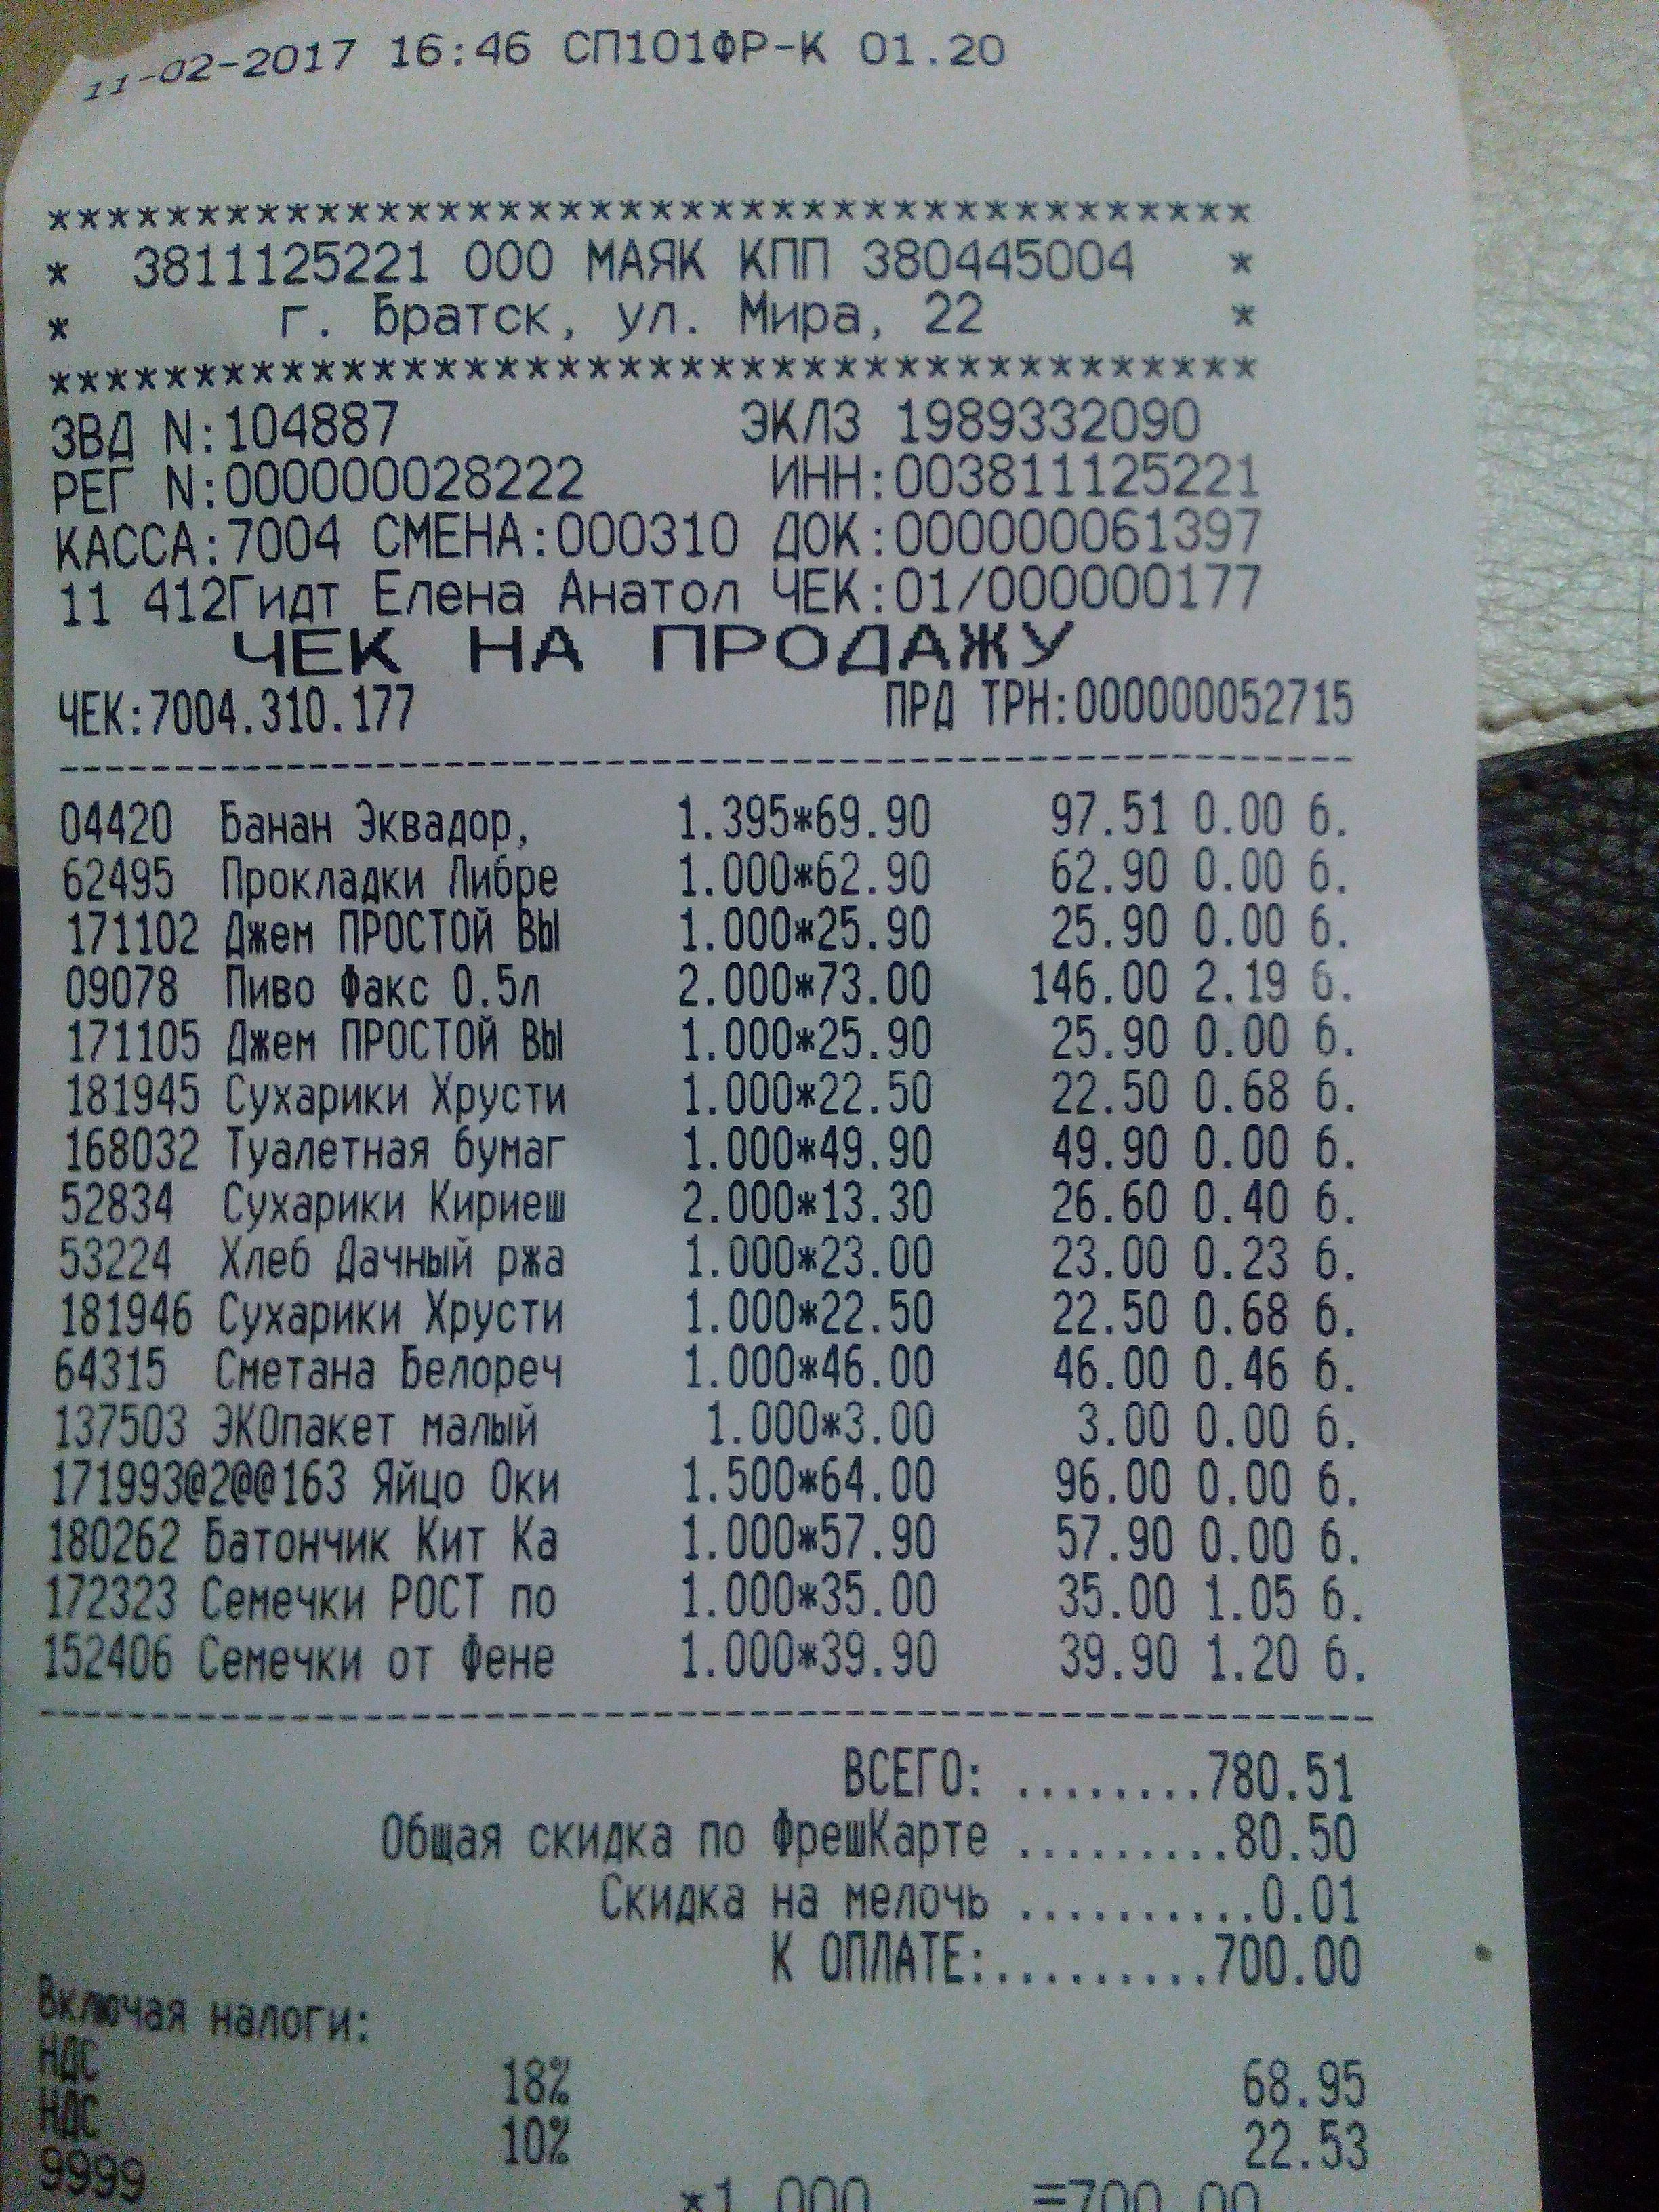 11-02-2017 16:46 СП101ФР-К 01.20
****************************************
* 3811125221 ООО МАЯК КПП 380445004 *
* г. Братск, ул. Мира, 22 *
****************************************
ЗВД N:104887 ЭКЛЗ 1989332090
РЕГ N:000000028222 ИНН:003811125221
КАССА:7004 СМЕНА:000310 ДОК:000000061397
11 412Гидт Елена Анатол ЧЕК:01/000000177
ЧЕК НА ПРОДАЖУ
ЧЕК:7004.310.177 ПРД ТРН:000000052715
04420 Банан Эквадор, 1.395*69.90 97.51 0.00 б.
62495 Прокладки Либре 1.000*62.90 62.90 0.00 б.
171102 Джем ПРОСТОЙ ВЫ 1.000*25.90 25.90 0.00 б.
09078 Пиво Факс 0.5л 2.000*73.00 146.00 2.19 б.
171105 Джем ПРОСТОЙ ВЫ 1.000*25.90 25.90 0.00 б.
181945 Сухарики Хрусти 1.000*22.50 22.50 0.68 б.
168032 Туалетная бумаг 1.000*49.90 49.90 0.00 б.
52834 Сухарики Кириеш 2.000*13.30 26.60 0.40 б.
53224 Хлеб Дачный ржа 1.000*23.00 23.00 0.23 б.
181946 Сухарики Хрусти 1.000*22.50 22.50 0.68 б.
64315 Сметана Белореч 1.000*46.00 46.00 0.46 б.
137503 ЭКОпакет малый 1.000*3.00 3.00 0.00 б.
171993@2@@163 Яйцо Оки 1.500*64.00 96.00 0.00 б.
180262 Батончик Кит Ка 1.000*57.90 57.90 0.00 б.
172323 Семечки РОСТ по 1.000*35.00 35.00 1.05 б.
152406 Семечки от Фене 1.000*39.90 39.90 1.20 б.
ВСЕГО: ........780.51
Общая скидка по ФрешКарте .........80.50
Скидка на мелочь ..........0.01
К ОПЛАТЕ:.........700.00
Включая налоги:
НДС 18% 68.95
НДС 10% 22.53
9999
*1.000 =700.00